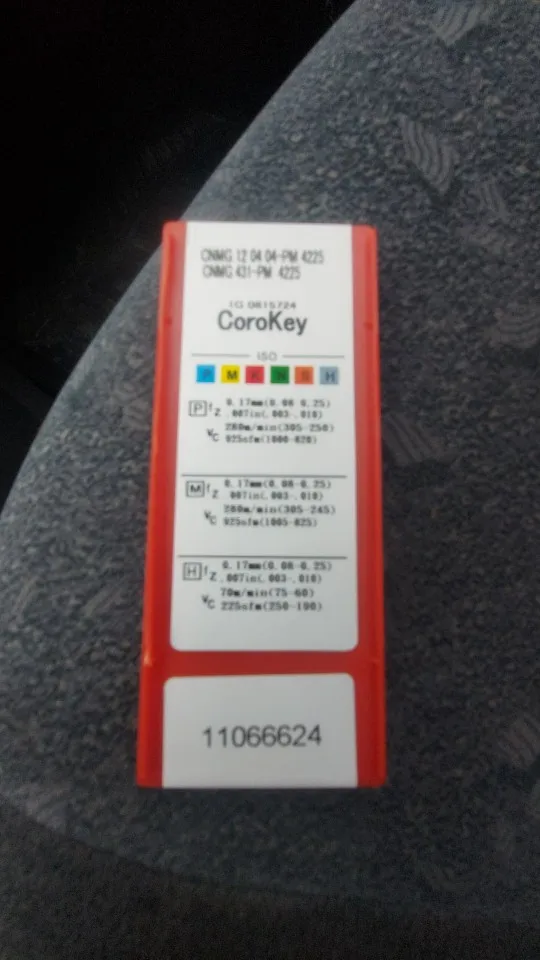 CNMG 12 04 04-PM 4225
CNMG 431-PM 4225
IG 0815724
CoroKey
ISO
P M K N S H
P fz 0.17mm(0.08-0.25)
.007in(.003-.010)
vc 280m/min(305-250)
925sfm(1000-820)
M fz 0.17mm(0.08-0.25)
.007in(.003-.010)
vc 280m/min(305-245)
925sfm(1005-825)
H fz 0.17mm(0.08-0.25)
.007in(.003-.010)
vc 70m/min(75-60)
225sfm(250-190)
11066624